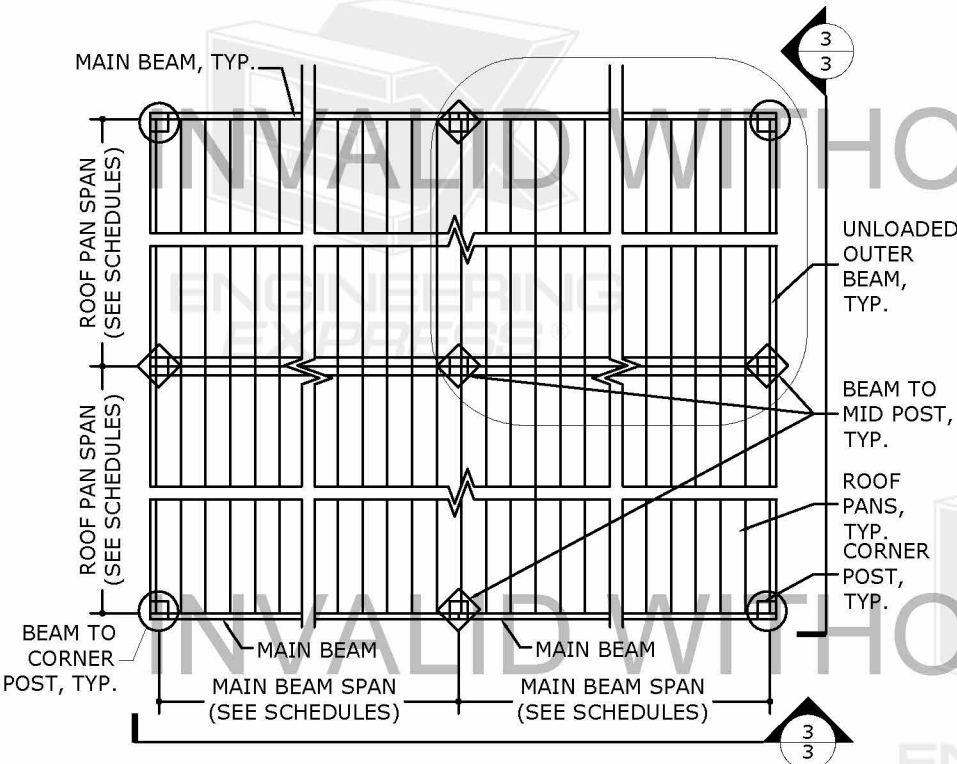 MAIN BEAM, TYP.
3
3
INVALID WITHO
ROOF PAN SPAN
(SEE SCHEDULES)
UNLOADED
OUTER
BEAM,
TYP.
ENGINEERING
EXPRESS®
BEAM TO
MID POST,
TYP.
ROOF PAN SPAN
(SEE SCHEDULES)
ROOF
PANS,
TYP.
CORNER
POST,
TYP.
INVALID WITHO
BEAM TO
CORNER
POST, TYP.
MAIN BEAM
MAIN BEAM
MAIN BEAM SPAN
(SEE SCHEDULES)
MAIN BEAM SPAN
(SEE SCHEDULES)
3
3
EN